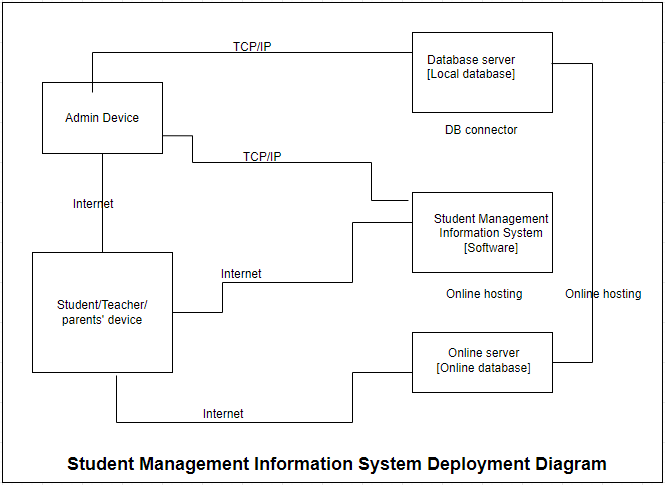 TCP/IP
Database server
[Local database]
Admin Device
DB connector
TCP/IP
Internet
Student Management
Information System
[Software]
Internet
Student/Teacher/
parents' device
Online hosting
Online hosting
Online server
[Online database]
Internet
Student Management Information System Deployment Diagram